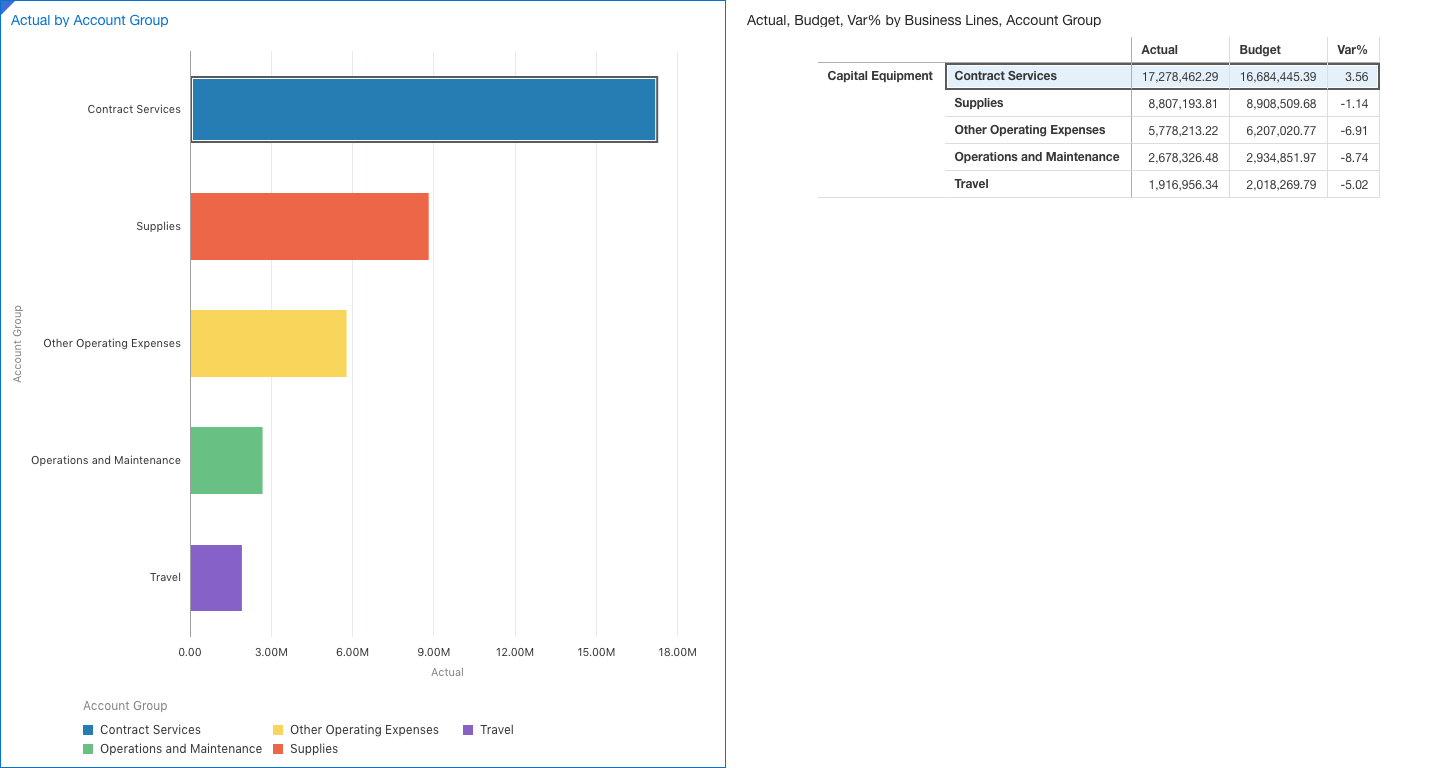 Actual by Account Group
Account Group
Contract Services
Supplies
Other Operating Expenses
Operations and Maintenance
Travel
0.00 3.00M 6.00M 9.00M 12.00M 15.00M 18.00M
Actual
Account Group
Contract Services Other Operating Expenses Travel
Operations and Maintenance Supplies
Actual, Budget, Var% by Business Lines, Account Group
Actual Budget Var%
Capital Equipment Contract Services 17,278,462.29 16,684,445.39 3.56
Supplies 8,807,193.81 8,908,509.68 -1.14
Other Operating Expenses 5,778,213.22 6,207,020.77 -6.91
Operations and Maintenance 2,678,326.48 2,934,851.97 -8.74
Travel 1,916,956.34 2,018,269.79 -5.02